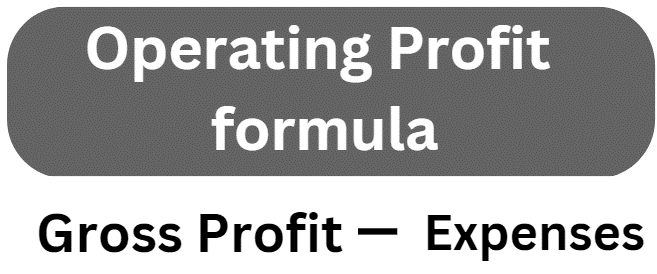 Operating Profit
formula
Gross Profit — Expenses